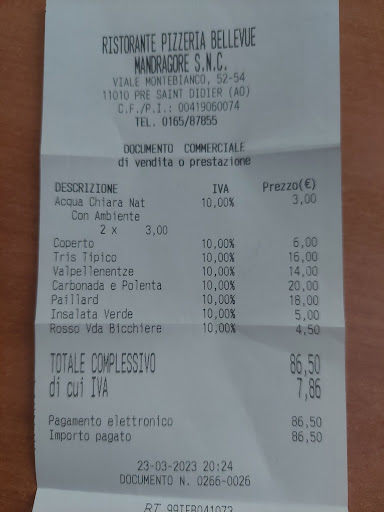 RISTORANTE PIZZERIA BELLEVUE
MANDRAGORE S.N.C.
VIALE MONTEBIANCO, 52-54
11010 PRE SAINT DIDIER (AO)
C.F./P.I.: 00419060074
TEL. 0165/87855
DOCUMENTO COMMERCIALE
di vendita o prestazione
DESCRIZIONE IVA Prezzo(€)
Acqua Chiara Nat 10,00% 3,00
Con Ambiente
2 x 3,00
Coperto 10,00% 6,00
Tris Tipico 10,00% 16,00
Valpellenentze 10,00% 14,00
Carbonada e Polenta 10,00% 20,00
Paillard 10,00% 18,00
Insalata Verde 10,00% 5,00
Rosso Vda Bicchiere 10,00% 4,50
TOTALE COMPLESSIVO 86,50
di cui IVA 7,86
Pagamento elettronico 86,50
Importo pagato 86,50
23-03-2023 20:24
DOCUMENTO N. 0266-0026
RT 99IEB041073